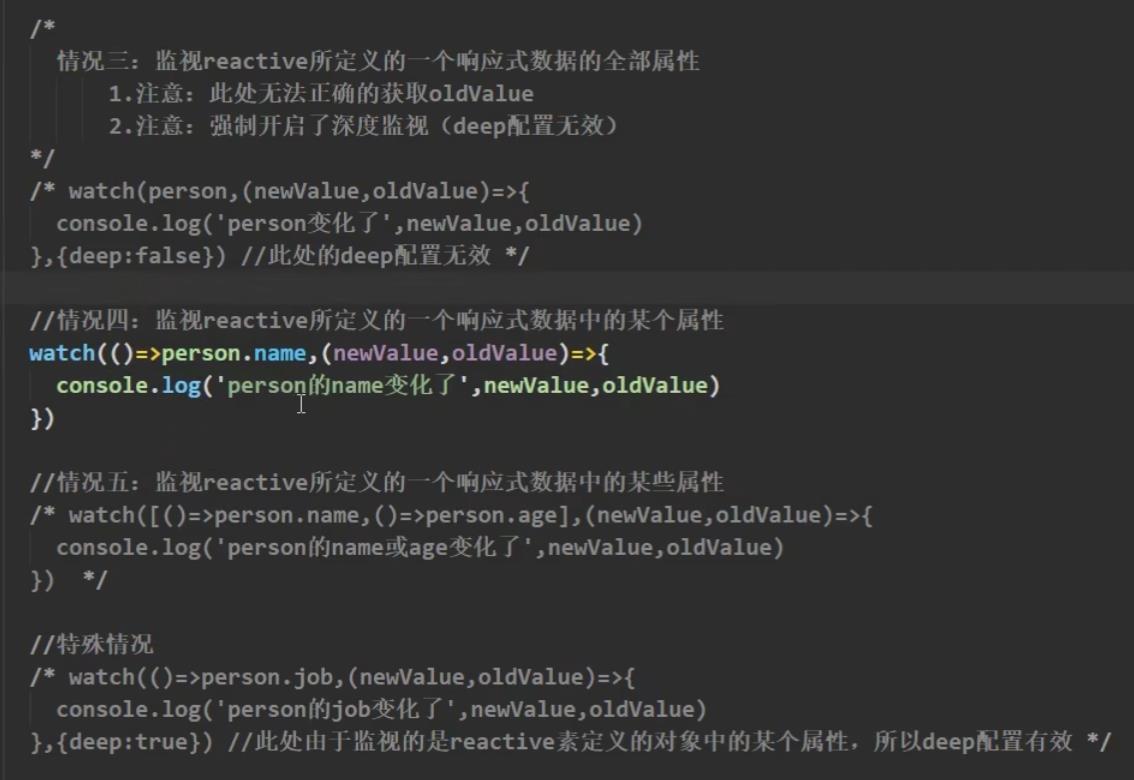 /*
  情况三：监视reactive所定义的一个响应式数据的全部属性
      1.注意：此处无法正确的获取oldValue
      2.注意：强制开启了深度监视（deep配置无效）
*/
/* watch(person,(newValue,oldValue)=>{
  console.log('person变化了',newValue,oldValue)
},{deep:false}) //此处的deep配置无效 */
//情况四：监视reactive所定义的一个响应式数据中的某个属性
watch(()=>person.name,(newValue,oldValue)=>{
  console.log('person的name变化了',newValue,oldValue)
})
//情况五：监视reactive所定义的一个响应式数据中的某些属性
/* watch([()=>person.name,()=>person.age],(newValue,oldValue)=>{
  console.log('person的name或age变化了',newValue,oldValue)
})  */
//特殊情况
/* watch(()=>person.job,(newValue,oldValue)=>{
  console.log('person的job变化了',newValue,oldValue)
},{deep:true}) //此处由于监视的是reactive素定义的对象中的某个属性，所以deep配置有效 */